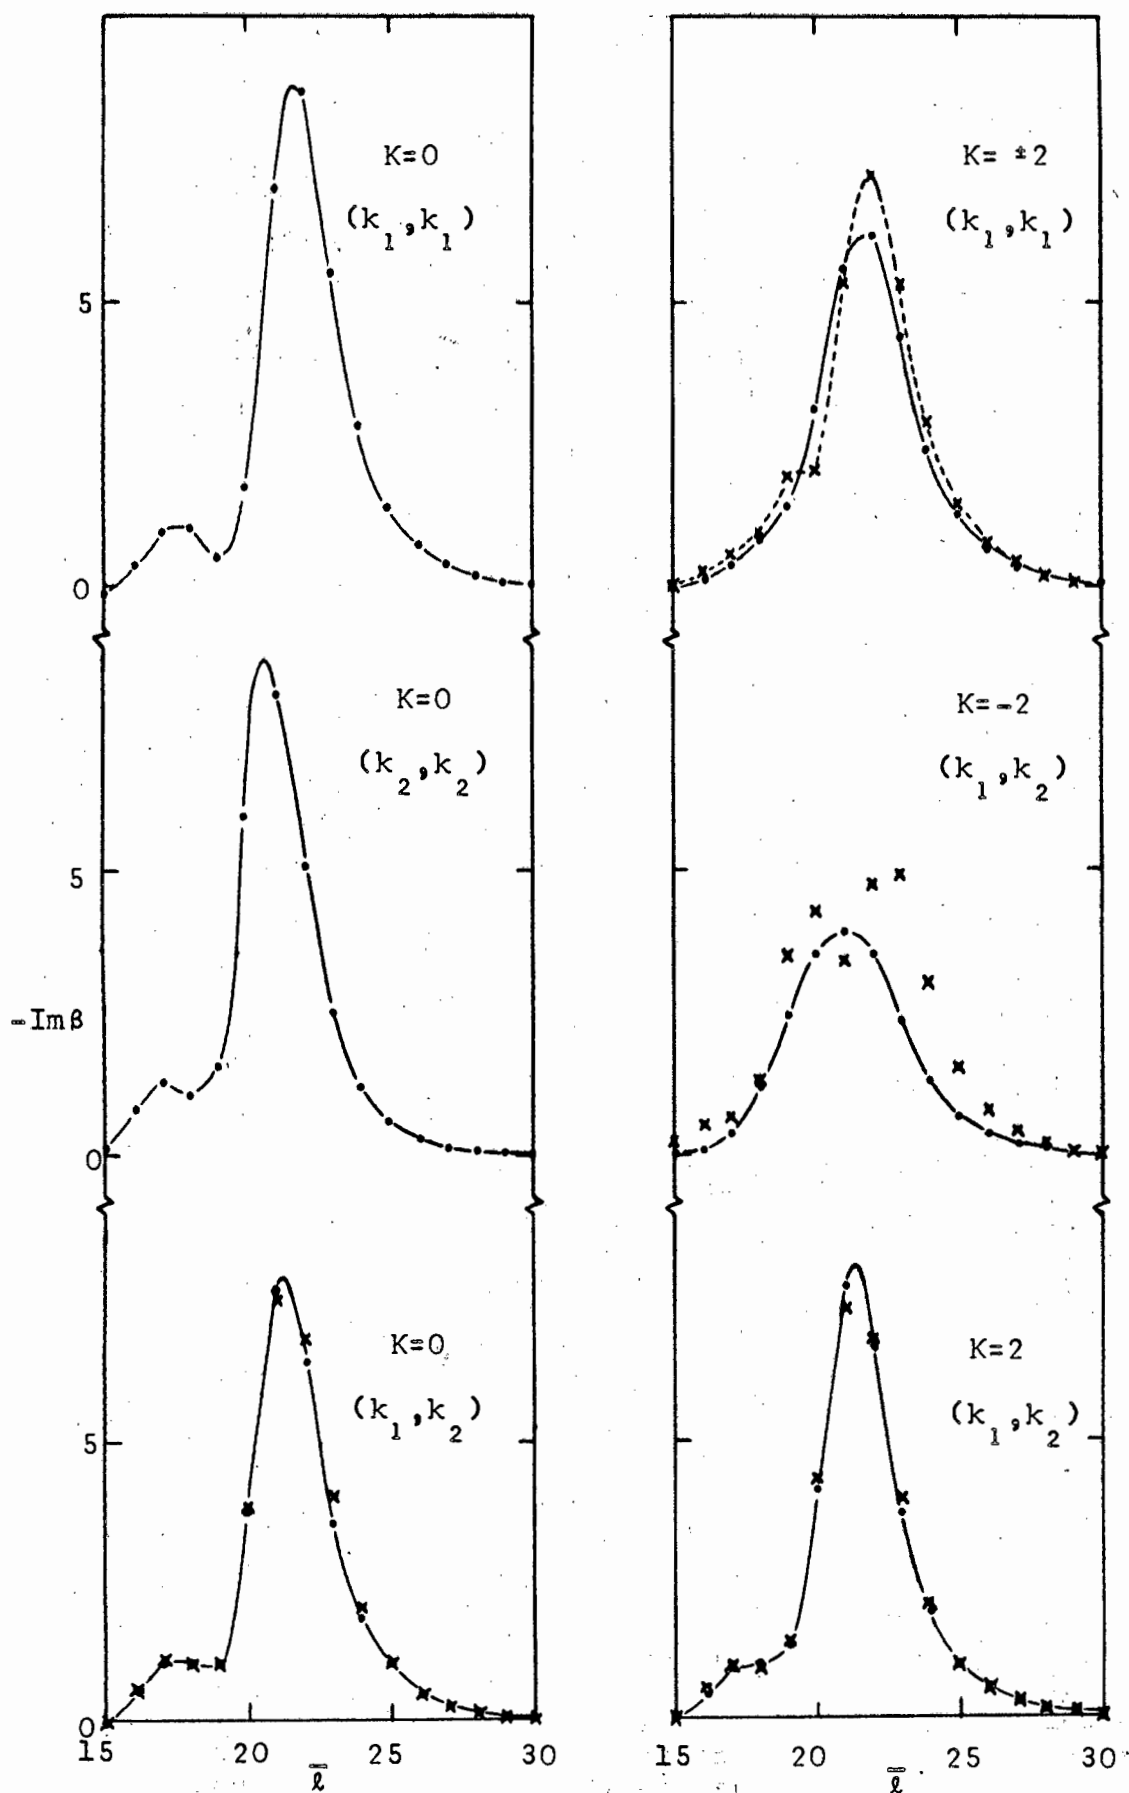 K=0
(k₁,k₁)
5
0
K= ±2
(k₁,k₁)
K=0
(k₂,k₂)
5
-Imβ
0
K=-2
(k₁,k₂)
K=0
(k₁,k₂)
5
0
15 20 25 30
ℓ̄
K=2
(k₁,k₂)
15 20 25 30
ℓ̄